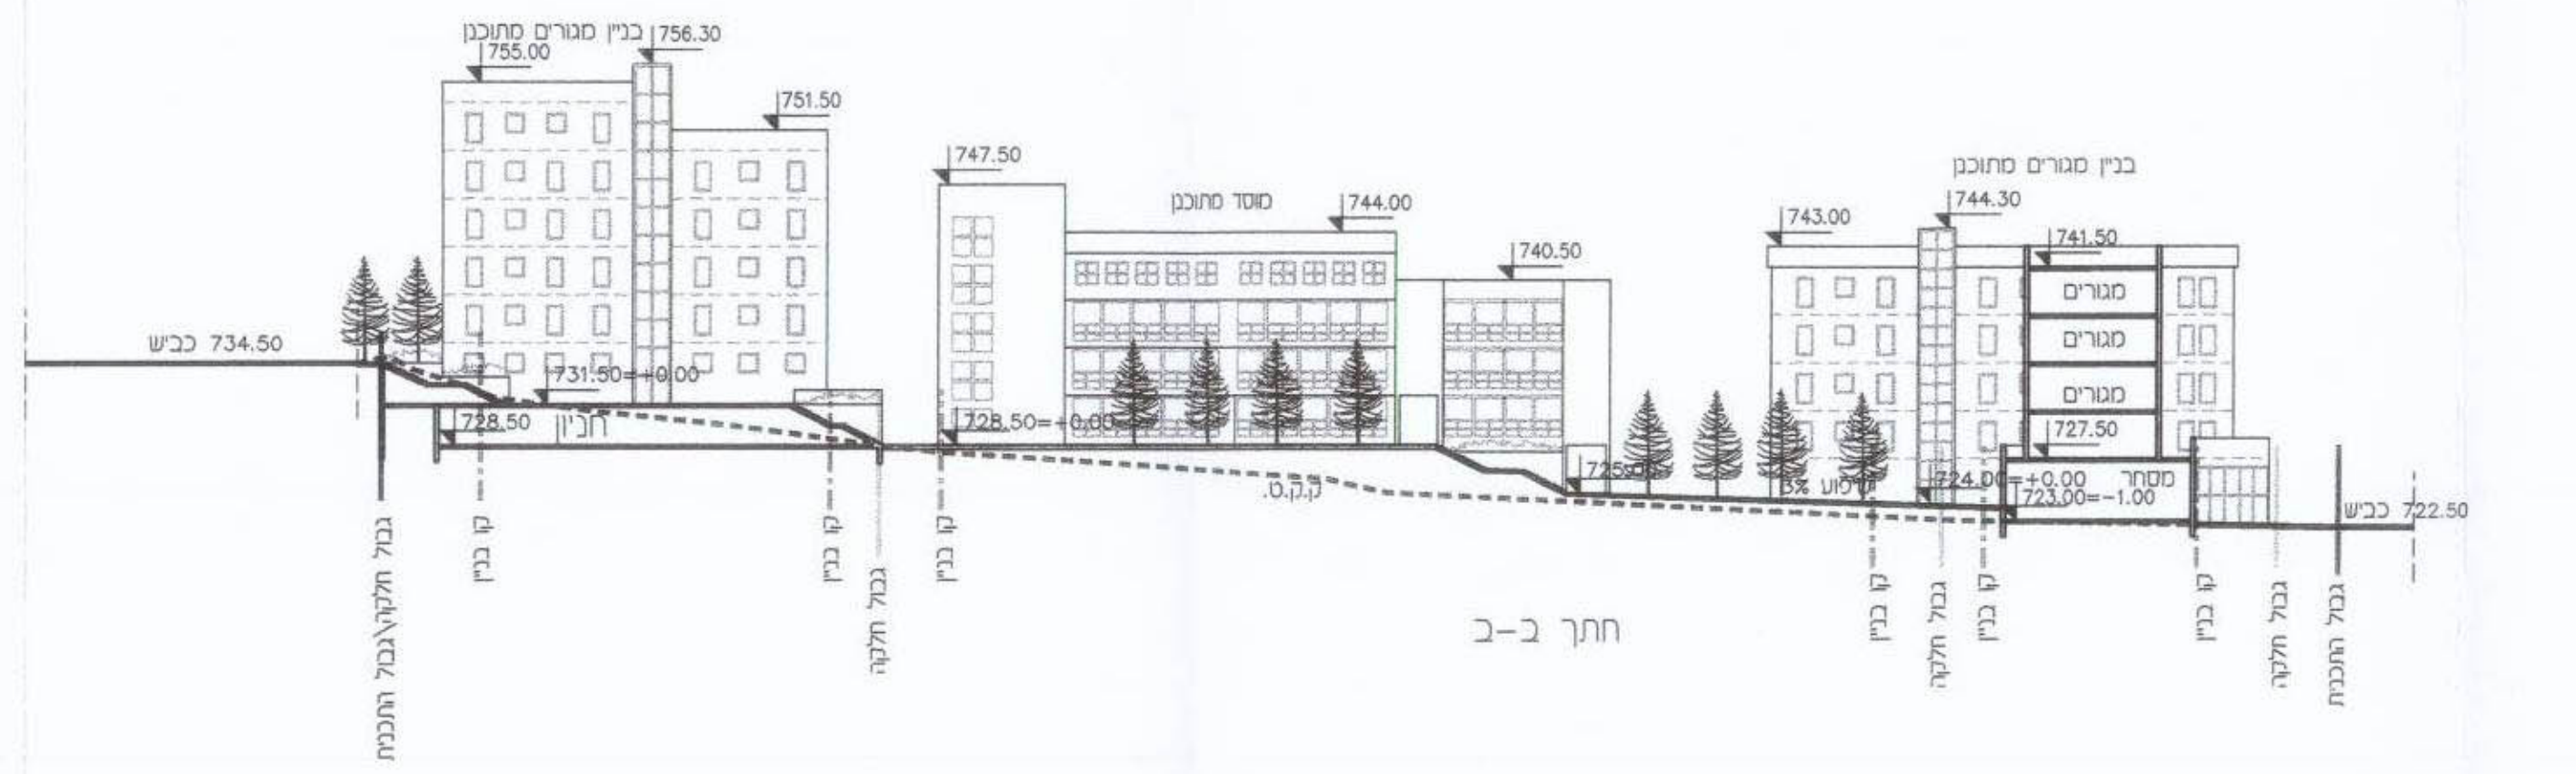 בניין מגורים מתוכנן
756.30
755.00
751.50
747.50
מוסד מתוכנן
744.00
740.50
בניין מגורים מתוכנן
744.30
743.00
741.50
מגורים
מגורים
מגורים
727.50
כביש 734.50
731.50=+0.00
728.50
חניון
728.50=+0.00
ק.ק.ט.
3%
724.00=+0.00
מסחר
723.00=-1.00
כביש 722.50
גבול חלקה\גבול התכנית
קו בניין
קו בניין
גבול חלקה
קו בניין
קו בניין
גבול חלקה
קו בניין
קו בניין
גבול חלקה
גבול התכנית
חתך ב-ב